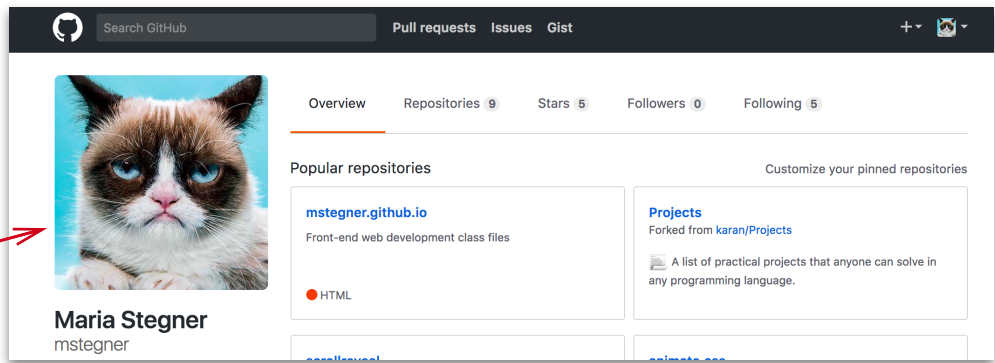 Search GitHub
Pull requests Issues Gist
Overview Repositories 9 Stars 5 Followers 0 Following 5
Popular repositories
Customize your pinned repositories
mstegner.github.io
Front-end web development class files
HTML
Projects
Forked from karan/Projects
A list of practical projects that anyone can solve in
any programming language.
Maria Stegner
mstegner